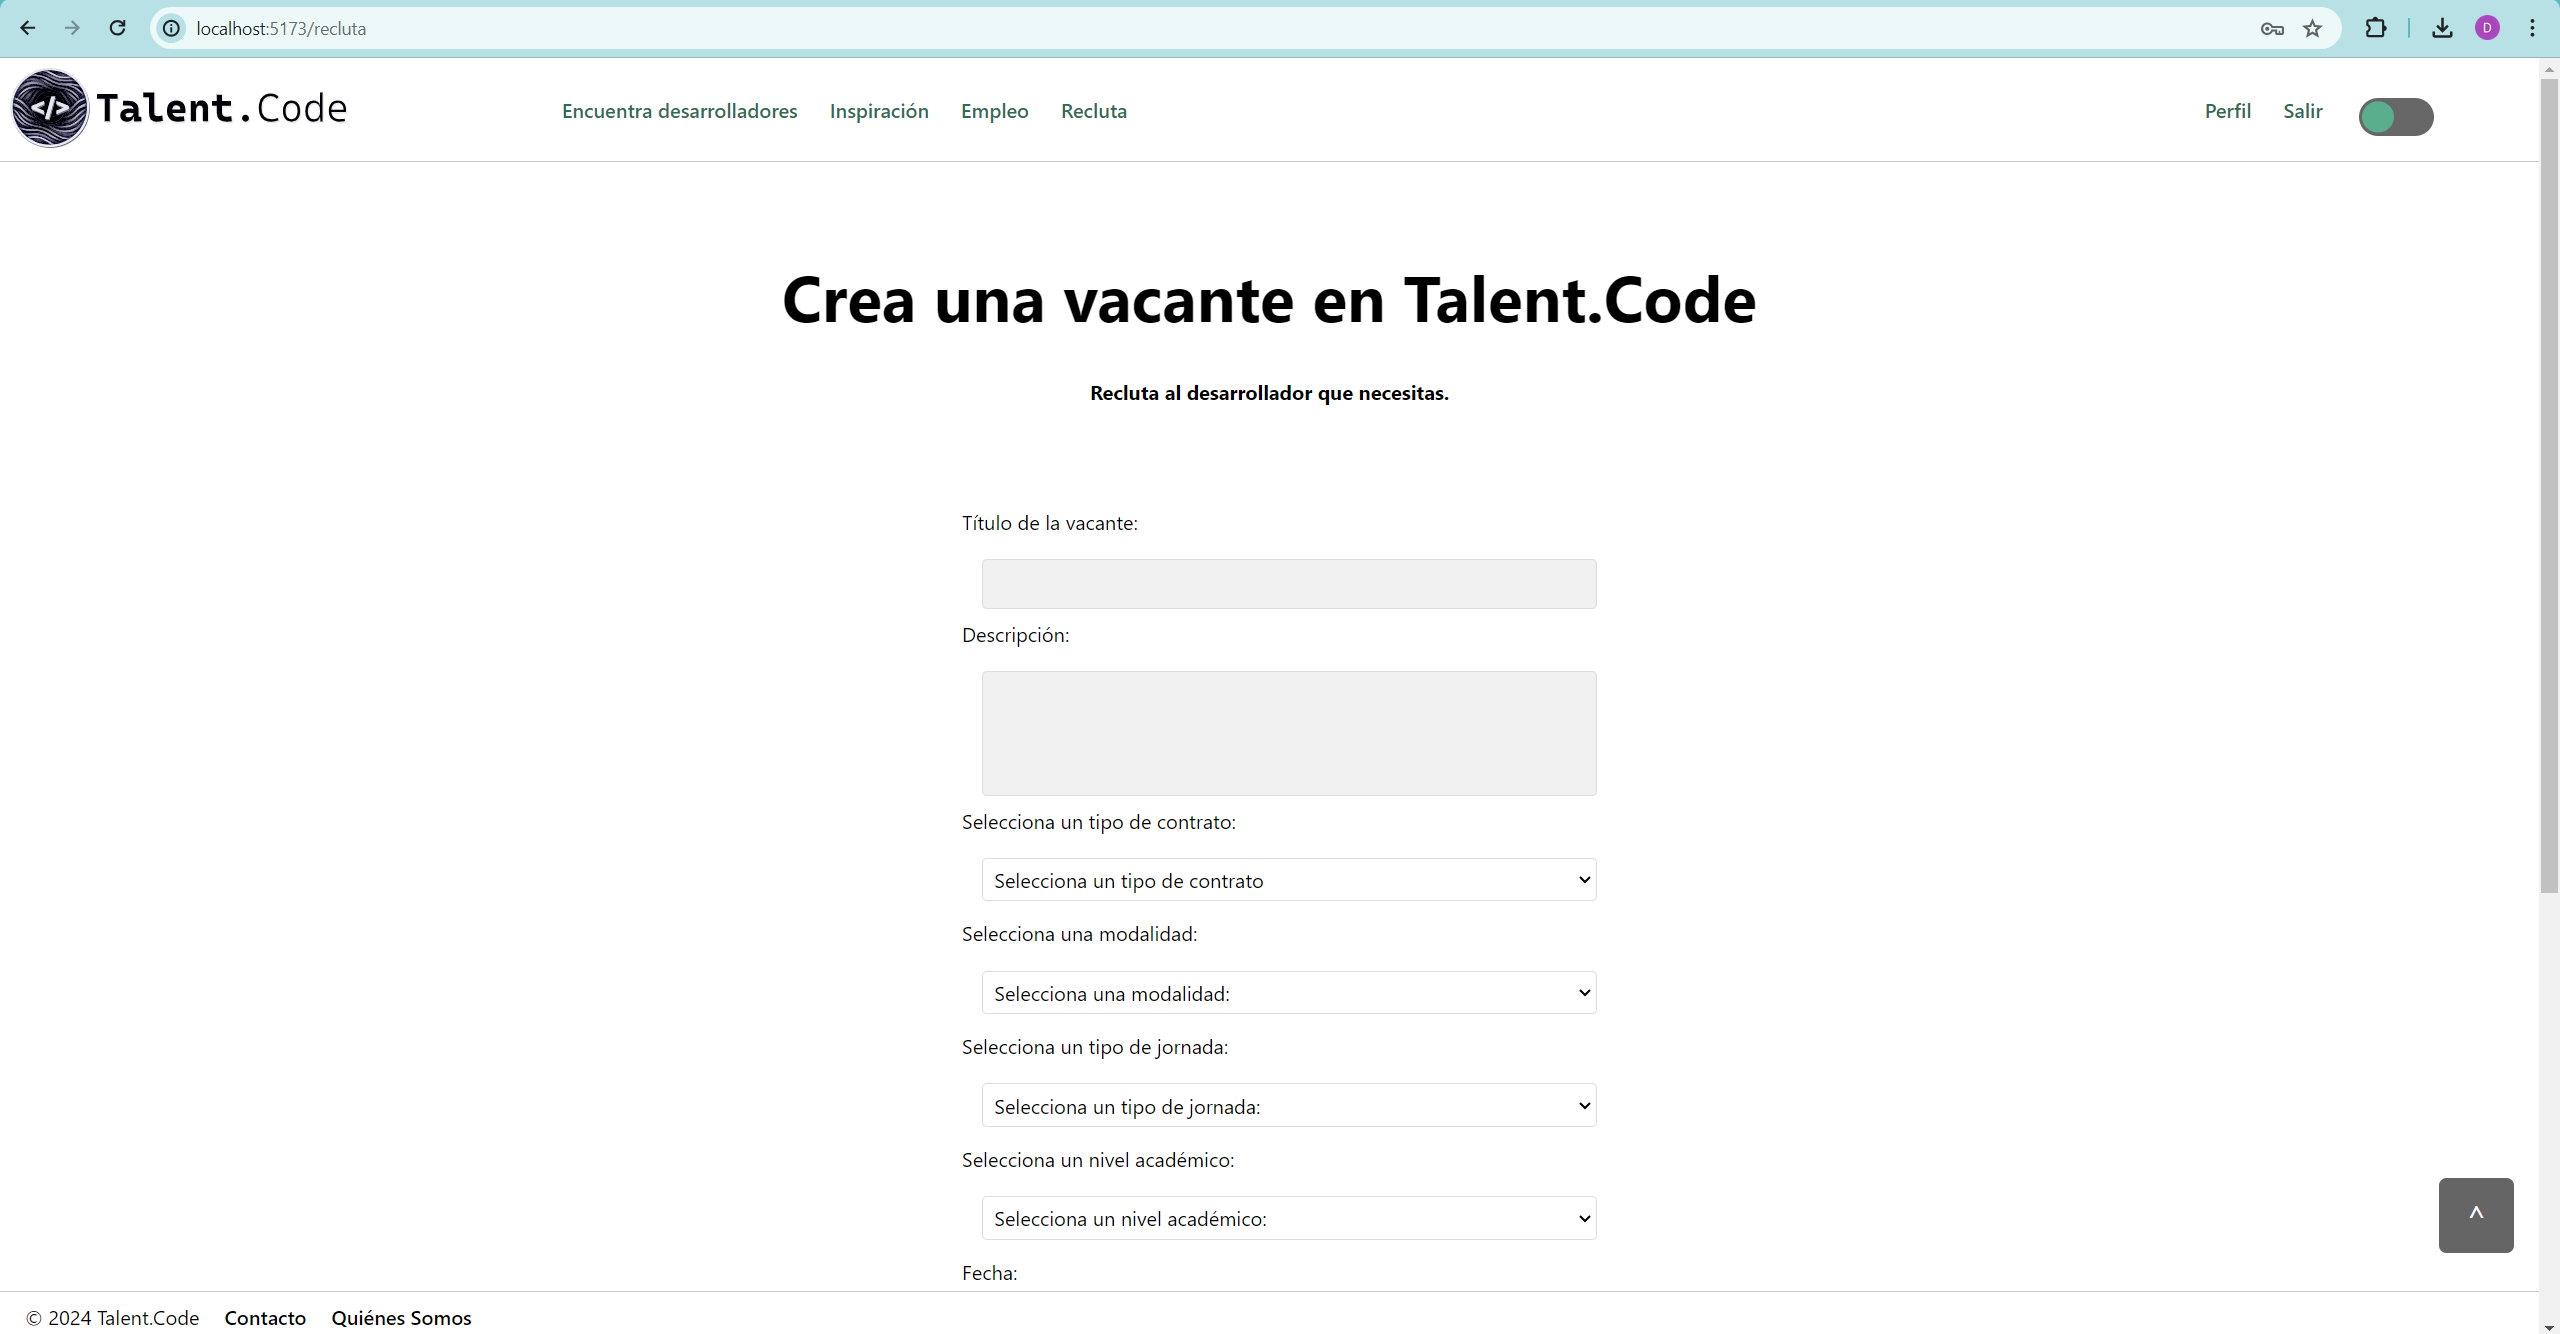 localhost:5173/recluta
D
</> Talent.Code
Encuentra desarrolladores Inspiración Empleo Recluta Perfil Salir
Crea una vacante en Talent.Code
Recluta al desarrollador que necesitas.
Título de la vacante:
Descripción:
Selecciona un tipo de contrato:
Selecciona un tipo de contrato
Selecciona una modalidad:
Selecciona una modalidad:
Selecciona un tipo de jornada:
Selecciona un tipo de jornada:
Selecciona un nivel académico:
Selecciona un nivel académico:
^
Fecha:
© 2024 Talent.Code Contacto Quiénes Somos